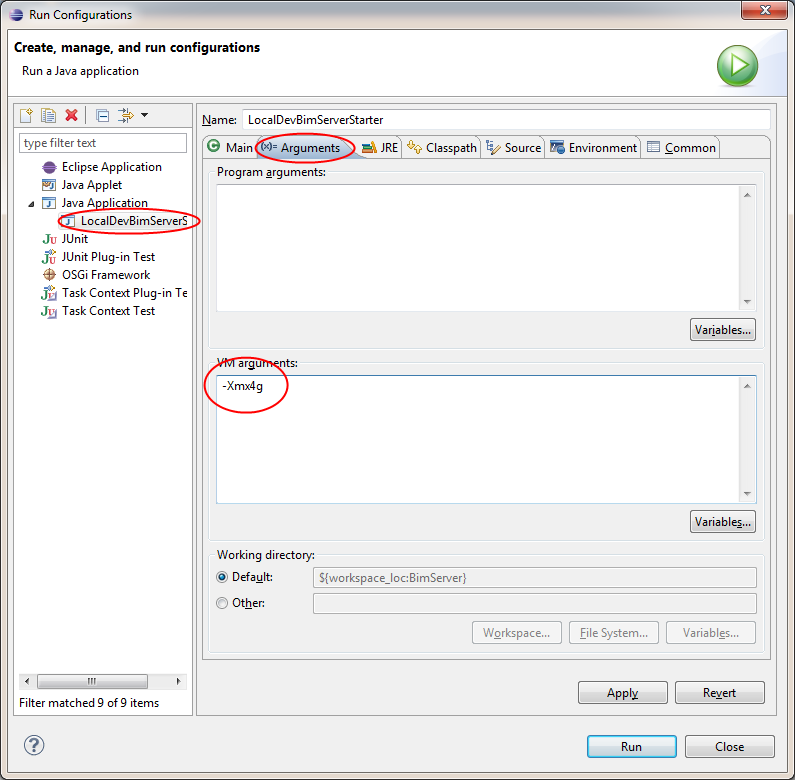 Run Configurations
Create, manage, and run configurations
Run a Java application
type filter text
Eclipse Application
Java Applet
Java Application
LocalDevBimServerS
JUnit
JUnit Plug-in Test
OSGi Framework
Task Context Plug-in Te
Task Context Test
Filter matched 9 of 9 items
Name: LocalDevBimServerStarter
Main (x)= Arguments JRE Classpath Source Environment Common
Program arguments:
Variables...
VM arguments:
-Xmx4g
Variables...
Working directory:
Default: ${workspace_loc:BimServer}
Other:
Workspace... File System... Variables...
Apply Revert
? Run Close